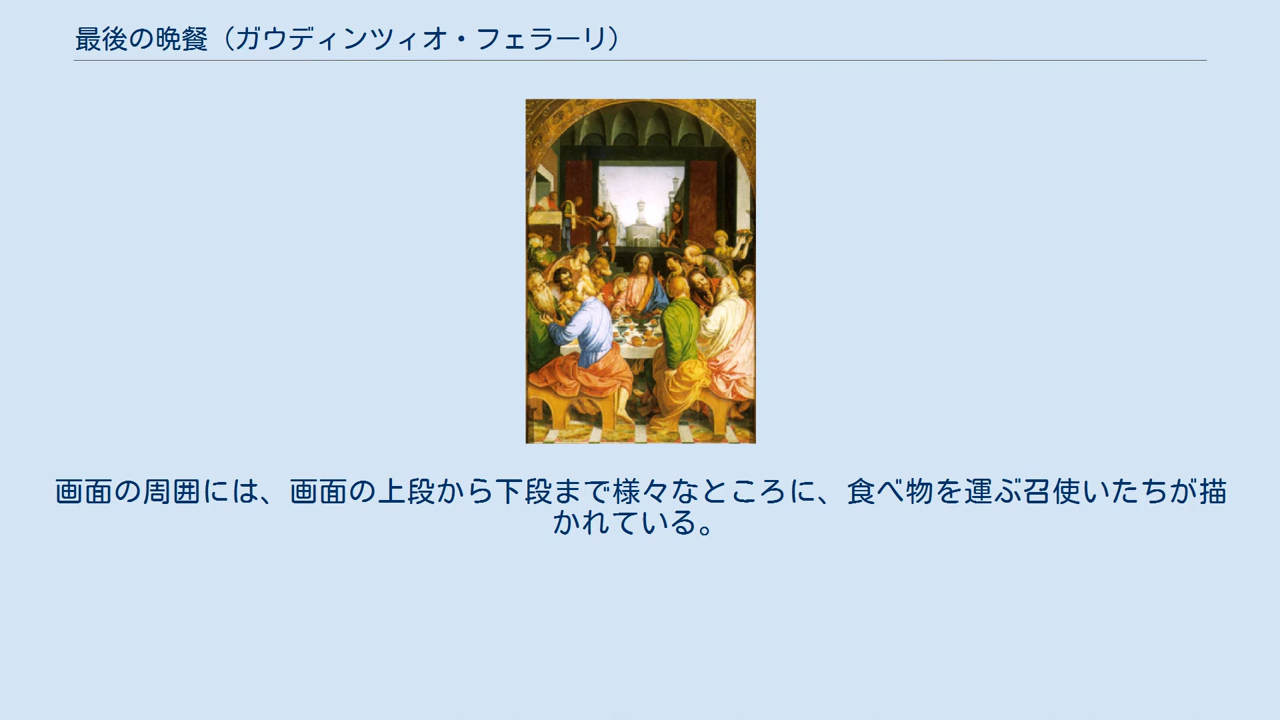 最後の晩餐（ガウディンツィオ・フェラーリ）
画面の周囲には、画面の上段から下段まで様々なところに、食べ物を運ぶ召使いたちが描
かれている。